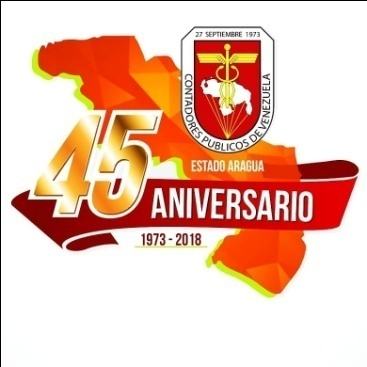 27 SEPTIEMBRE 1973
CONTADORES PUBLICOS DE VENEZUELA
ESTADO ARAGUA
45 ANIVERSARIO
1973 - 2018